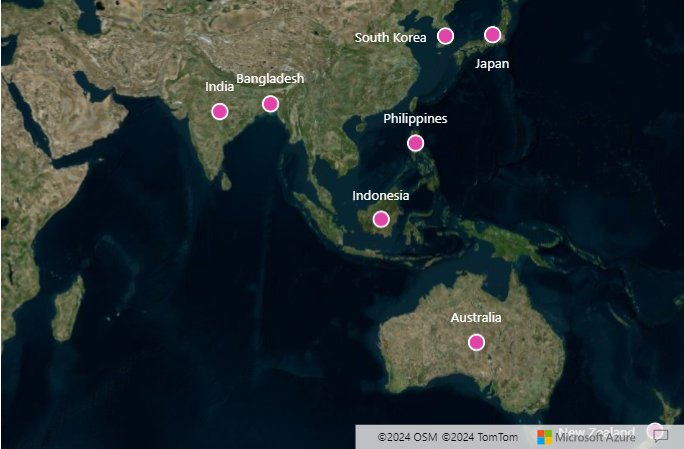 South Korea
Japan
India
Bangladesh
Philippines
Indonesia
Australia
New Zealand
©2024 OSM ©2024 TomTom Microsoft Azure